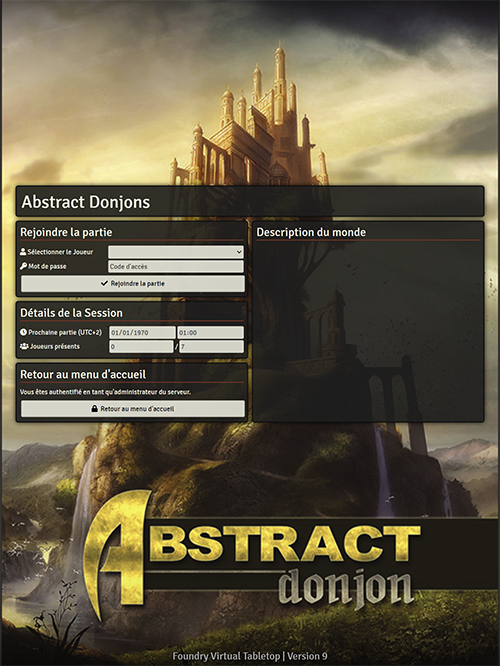 Abstract Donjons
Rejoindre la partie
Sélectionner le Joueur
Mot de passe
Code d'accès
Rejoindre la partie
Détails de la Session
Prochaine partie (UTC+2)
01/01/1970
01:00
Joueurs présents
0 / 7
Retour au menu d'accueil
Vous êtes authentifié en tant qu'administrateur du serveur.
Retour au menu d'accueil
Description du monde
ABSTRACT
donjon
Foundry Virtual Tabletop | Version 9